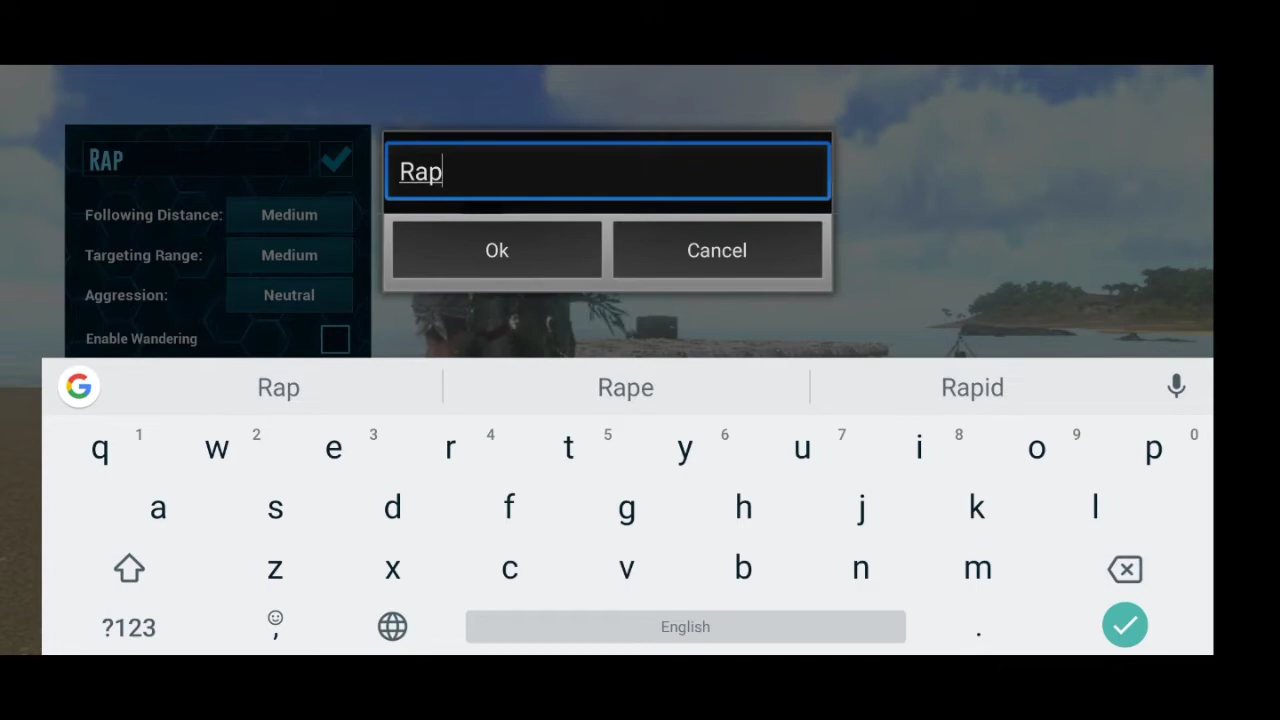 RAP
Following Distance: Medium
Targeting Range: Medium
Aggression: Neutral
Enable Wandering
Rap
Ok Cancel
Rap Rape Rapid
q 1 w 2 e 3 r 4 t 5 y 6 u 7 i 8 o 9 p 0
a s d f g h j k l
z x c v b n m
?123 , English .